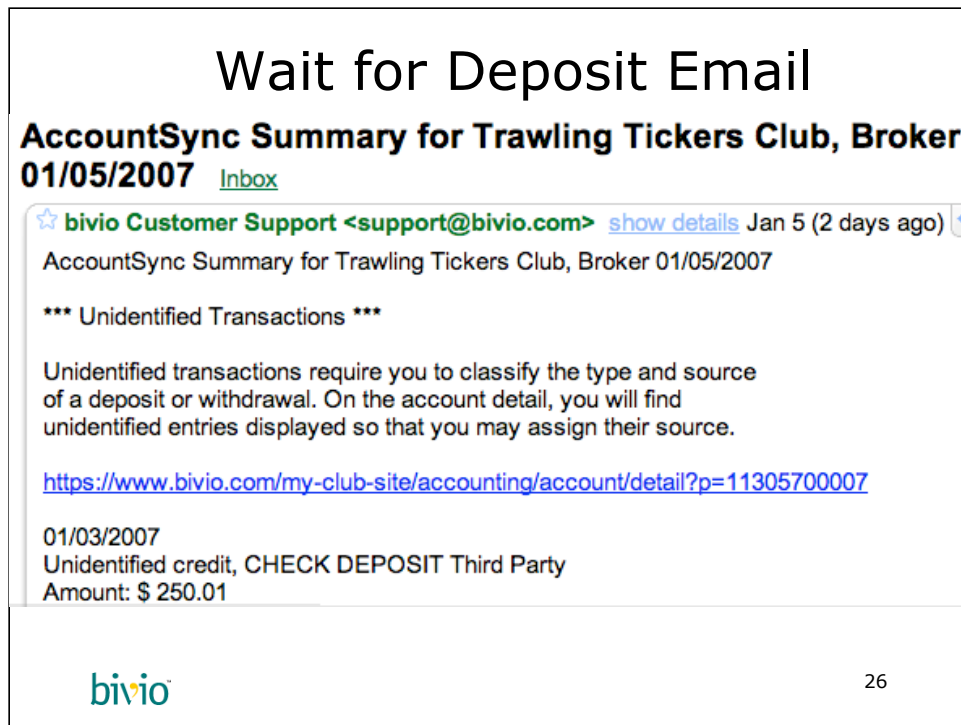 Wait for Deposit Email
AccountSync Summary for Trawling Tickers Club, Broker
01/05/2007 Inbox
bivio Customer Support <support@bivio.com> show details Jan 5 (2 days ago)
AccountSync Summary for Trawling Tickers Club, Broker 01/05/2007
*** Unidentified Transactions ***
Unidentified transactions require you to classify the type and source
of a deposit or withdrawal. On the account detail, you will find
unidentified entries displayed so that you may assign their source.
https://www.bivio.com/my-club-site/accounting/account/detail?p=11305700007
01/03/2007
Unidentified credit, CHECK DEPOSIT Third Party
Amount: $ 250.01
bivio
26